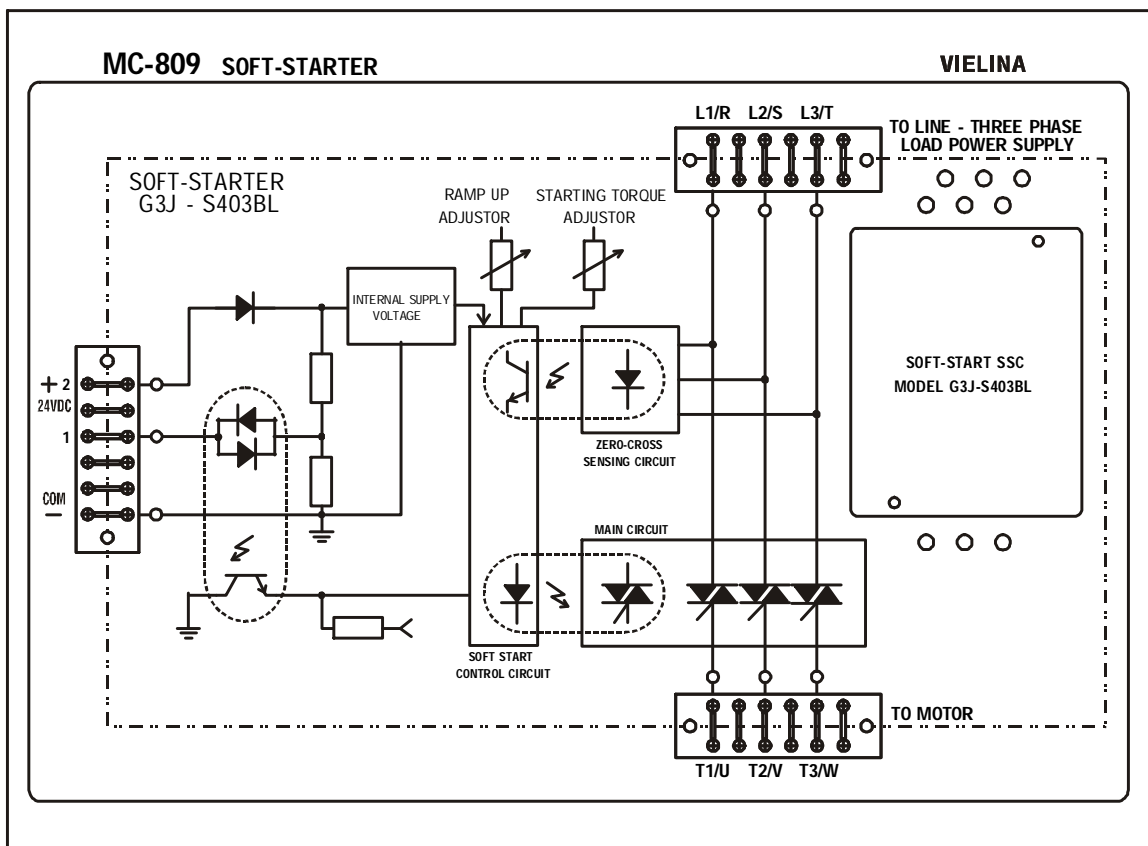 MC-809 SOFT-STARTER
VIELINA
L1/R L2/S L3/T
TO LINE - THREE PHASE
LOAD POWER SUPPLY
SOFT-STARTER
G3J - S403BL
RAMP UP
ADJUSTOR
STARTING TORQUE
ADJUSTOR
INTERNAL SUPPLY
VOLTAGE
+ 2
24VDC
1
COM
−
SOFT-START SSC
MODEL G3J-S403BL
ZERO-CROSS
SENSING CIRCUIT
MAIN CIRCUIT
SOFT START
CONTROL CIRCUIT
TO MOTOR
T1/U T2/V T3/W